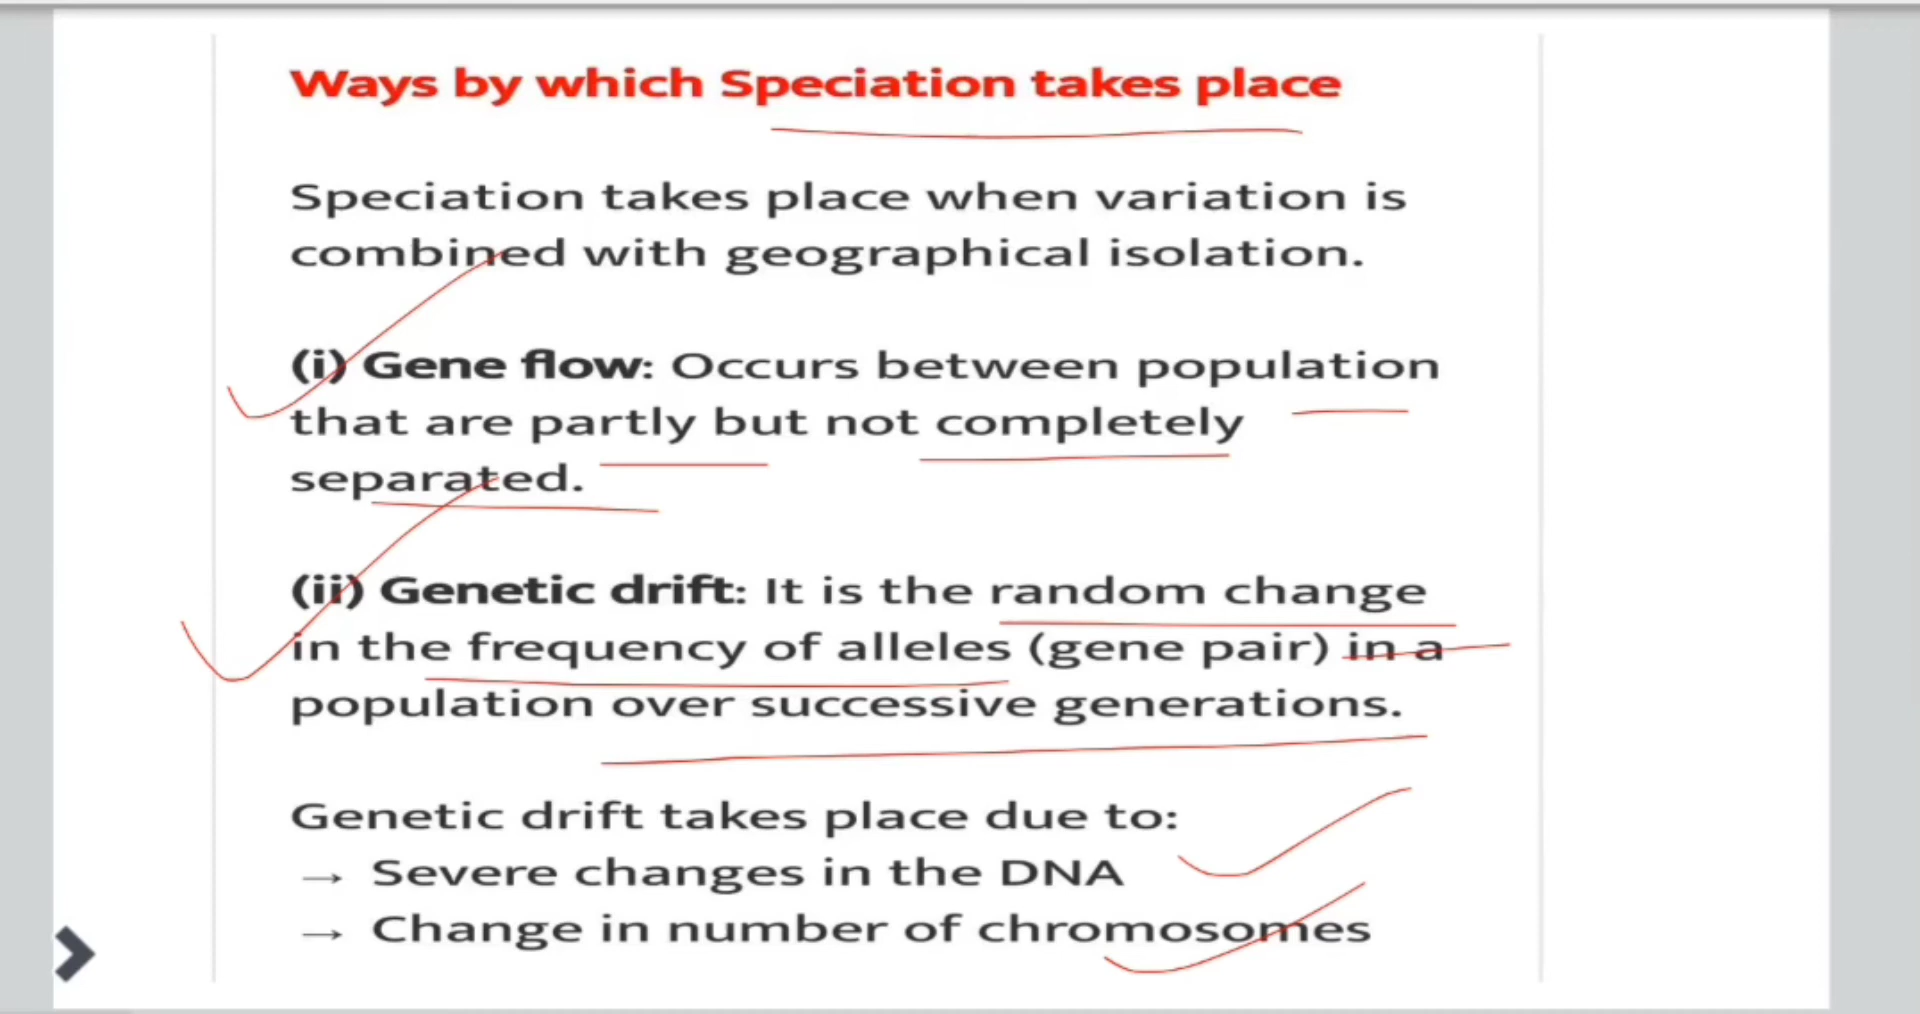 Ways by which Speciation takes place
Speciation takes place when variation is
combined with geographical isolation.
(i) Gene flow: Occurs between population
that are partly but not completely
separated.
(ii) Genetic drift: It is the random change
in the frequency of alleles (gene pair) in a
population over successive generations.
Genetic drift takes place due to:
→ Severe changes in the DNA
→ Change in number of chromosomes